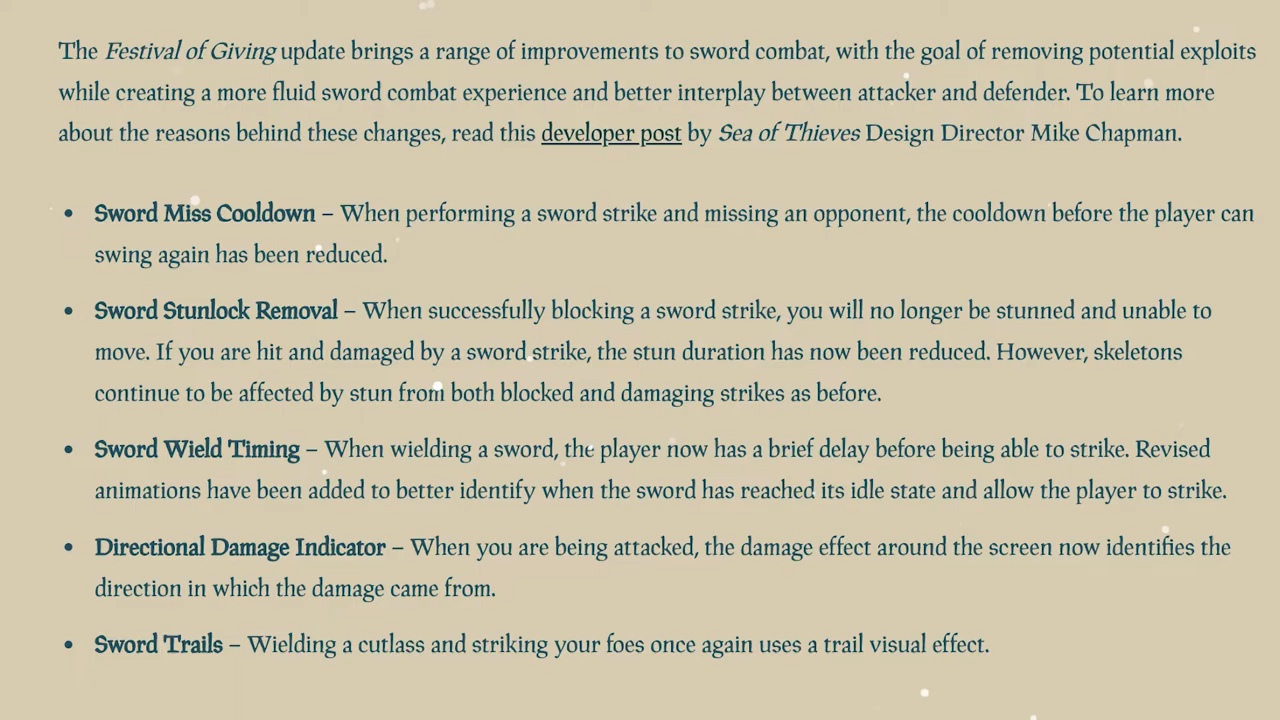 The Festival of Giving update brings a range of improvements to sword combat, with the goal of removing potential exploits
while creating a more fluid sword combat experience and better interplay between attacker and defender. To learn more
about the reasons behind these changes, read this developer post by Sea of Thieves Design Director Mike Chapman.
• Sword Miss Cooldown – When performing a sword strike and missing an opponent, the cooldown before the player can
swing again has been reduced.
• Sword Stunlock Removal – When successfully blocking a sword strike, you will no longer be stunned and unable to
move. If you are hit and damaged by a sword strike, the stun duration has now been reduced. However, skeletons
continue to be affected by stun from both blocked and damaging strikes as before.
• Sword Wield Timing – When wielding a sword, the player now has a brief delay before being able to strike. Revised
animations have been added to better identify when the sword has reached its idle state and allow the player to strike.
• Directional Damage Indicator – When you are being attacked, the damage effect around the screen now identifies the
direction in which the damage came from.
• Sword Trails – Wielding a cutlass and striking your foes once again uses a trail visual effect.